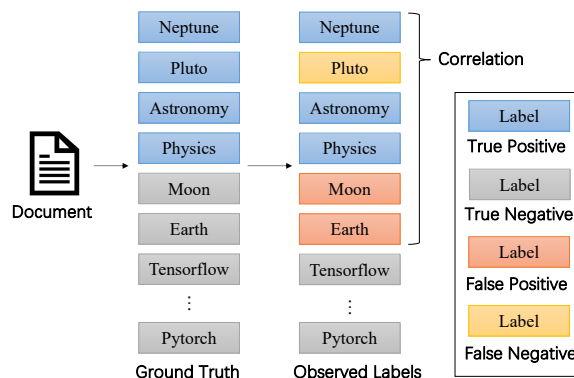 Document
Neptune
Pluto
Astronomy
Physics
Moon
Earth
Tensorflow
⋮
Pytorch
Ground Truth
Neptune
Pluto
Astronomy
Physics
Moon
Earth
Tensorflow
⋮
Pytorch
Observed Labels
Correlation
Label
True Positive
Label
True Negative
Label
False Positive
Label
False Negative